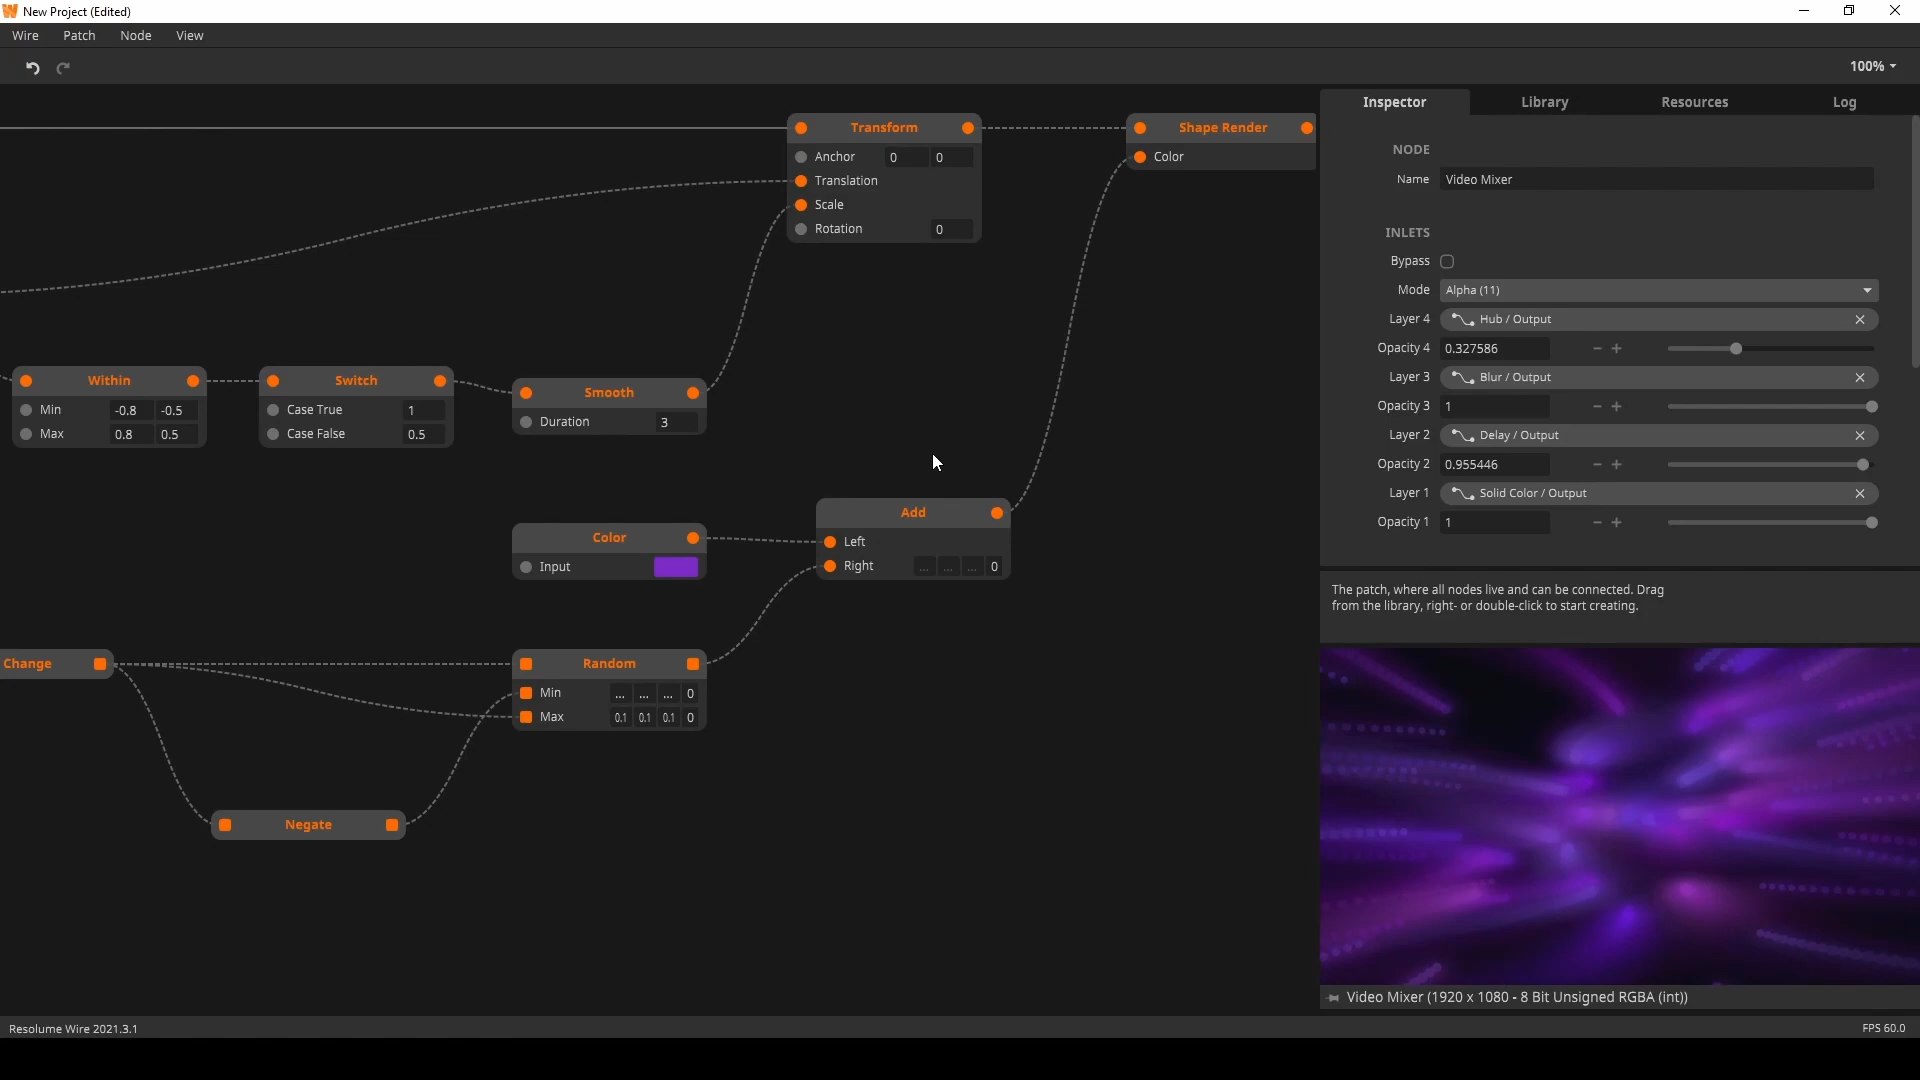 New Project (Edited)
Wire Patch Node View
100%
Transform
Anchor 0 0
Translation
Scale
Rotation 0
Shape Render
Color
Within
Min -0.8 -0.5
Max 0.8 0.5
Switch
Case True 1
Case False 0.5
Smooth
Duration 3
Color
Input
Add
Left
Right ... ... ... 0
Change
Random
Min ... ... ... 0
Max 0.1 0.1 0.1 0
Negate
Inspector Library Resources Log
NODE
Name Video Mixer
INLETS
Bypass
Mode Alpha (11)
Layer 4 Hub / Output
Opacity 4 0.327586
Layer 3 Blur / Output
Opacity 3 1
Layer 2 Delay / Output
Opacity 2 0.955446
Layer 1 Solid Color / Output
Opacity 1 1
The patch, where all nodes live and can be connected. Drag
from the library, right- or double-click to start creating.
Video Mixer (1920 x 1080 - 8 Bit Unsigned RGBA (int))
Resolume Wire 2021.3.1
FPS 60.0